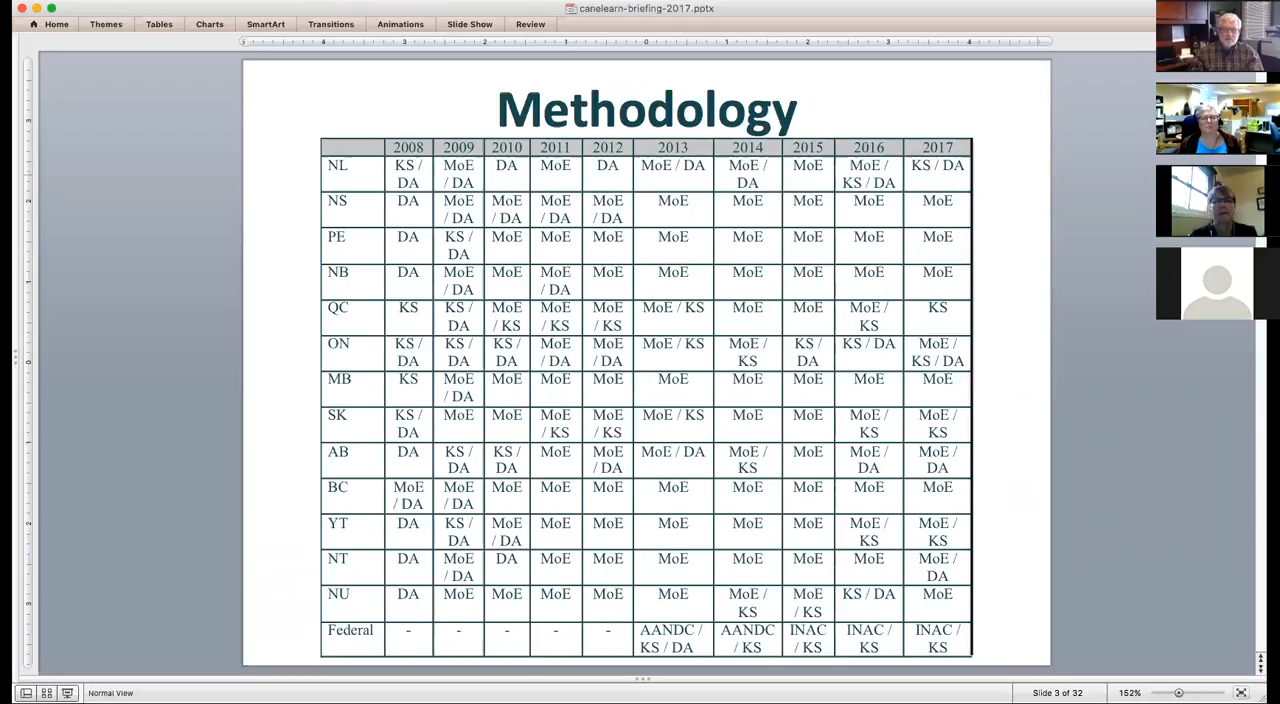 canelearn-briefing-2017.pptx
Home Themes Tables Charts SmartArt Transitions Animations Slide Show Review
5 4 3 2 1 0 1 2 3 4
Methodology
2008 2009 2010 2011 2012 2013 2014 2015 2016 2017
NL KS / DA MoE / DA DA MoE DA MoE / DA MoE / DA MoE MoE / KS / DA KS / DA
NS DA MoE / DA MoE / DA MoE / DA MoE / DA MoE MoE MoE MoE MoE
PE DA KS / DA MoE MoE MoE MoE MoE MoE MoE MoE
NB DA MoE / DA MoE MoE / DA MoE MoE MoE MoE MoE MoE
QC KS KS / DA MoE / KS MoE / KS MoE / KS MoE / KS MoE MoE MoE / KS KS
ON KS / DA KS / DA KS / DA MoE / DA MoE / DA MoE / KS MoE / KS KS / DA KS / DA MoE / KS / DA
MB KS MoE / DA MoE MoE MoE MoE MoE MoE MoE MoE
SK KS / DA MoE MoE MoE / KS MoE / KS MoE / KS MoE MoE MoE / KS MoE / KS
AB DA KS / DA KS / DA MoE MoE / DA MoE / DA MoE / KS MoE MoE / DA MoE / DA
BC MoE / DA MoE / DA MoE MoE MoE MoE MoE MoE MoE MoE
YT DA KS / DA MoE / DA MoE MoE MoE MoE MoE MoE / KS MoE / KS
NT DA MoE / DA DA MoE MoE MoE MoE MoE MoE MoE / DA
NU DA MoE MoE MoE MoE MoE MoE / KS MoE / KS KS / DA MoE
Federal - - - - - AANDC / KS / DA AANDC / KS INAC / KS INAC / KS INAC / KS
Normal View Slide 3 of 32 152%